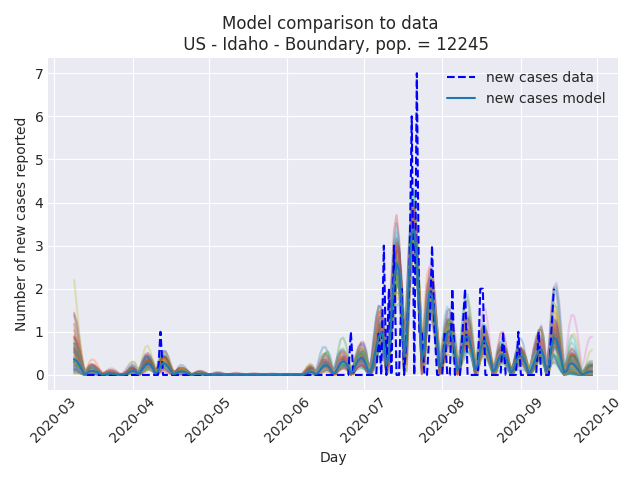 Model comparison to data
US - Idaho - Boundary, pop. = 12245
new cases data
new cases model
Number of new cases reported
7
6
5
4
3
2
1
0
2020-03
2020-04
2020-05
2020-06
2020-07
2020-08
2020-09
2020-10
Day